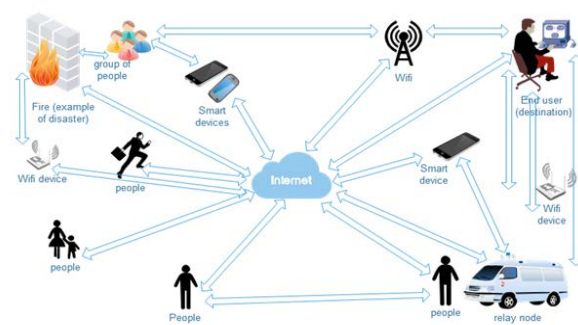 group of
people
Wifi
Fire (example
of disaster)
Smart
devices
End user
(destination)
Wifi device
people
Internet
Smart
device
Wifi
device
people
People
people
relay node